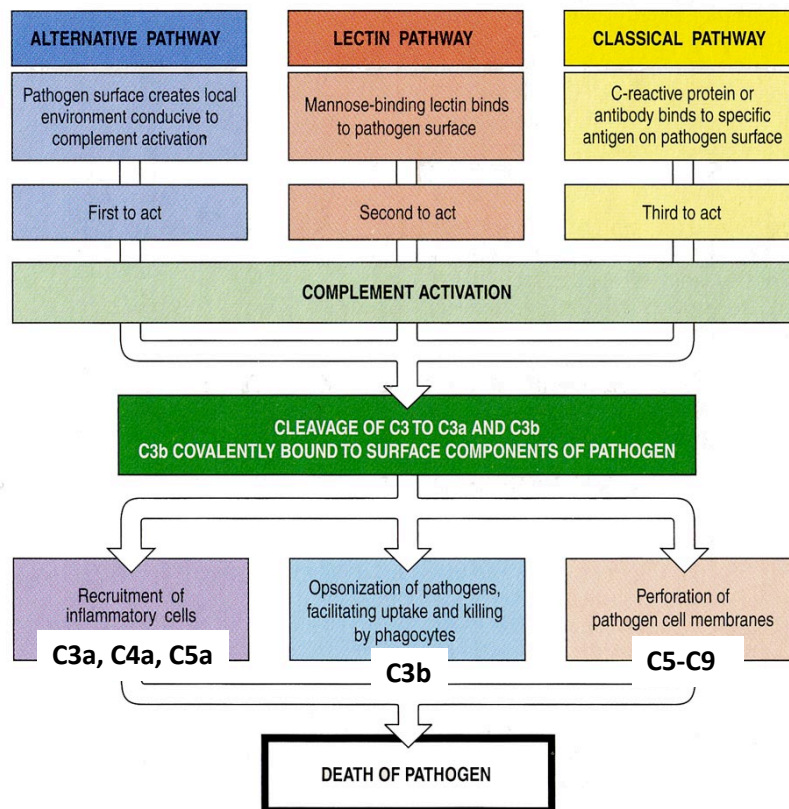 ALTERNATIVE PATHWAY
LECTIN PATHWAY
CLASSICAL PATHWAY
Pathogen surface creates local
environment conducive to
complement activation
Mannose-binding lectin binds
to pathogen surface
C-reactive protein or
antibody binds to specific
antigen on pathogen surface
First to act
Second to act
Third to act
COMPLEMENT ACTIVATION
CLEAVAGE OF C3 TO C3a AND C3b
C3b COVALENTLY BOUND TO SURFACE COMPONENTS OF PATHOGEN
Recruitment of
inflammatory cells
C3a, C4a, C5a
Opsonization of pathogens,
facilitating uptake and killing
by phagocytes
C3b
Perforation of
pathogen cell membranes
C5-C9
DEATH OF PATHOGEN